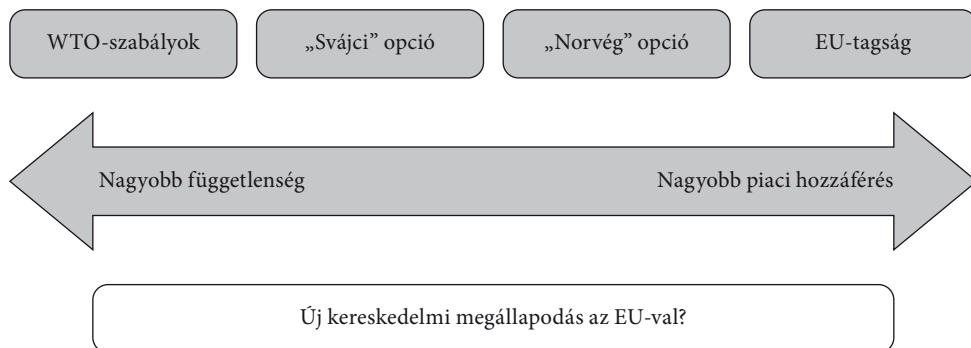 WTO-szabályok
„Svájci” opció
„Norvég” opció
EU-tagság
Nagyobb függetlenség
Nagyobb piaci hozzáférés
Új kereskedelmi megállapodás az EU-val?